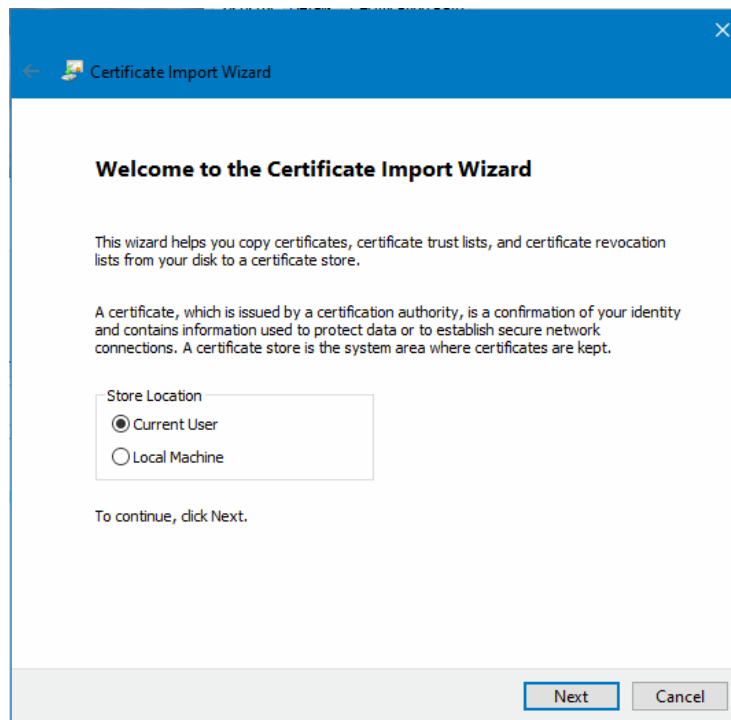 Certificate Import Wizard
Welcome to the Certificate Import Wizard
This wizard helps you copy certificates, certificate trust lists, and certificate revocation
lists from your disk to a certificate store.
A certificate, which is issued by a certification authority, is a confirmation of your identity
and contains information used to protect data or to establish secure network
connections. A certificate store is the system area where certificates are kept.
Store Location
Current User
Local Machine
To continue, click Next.
Next Cancel